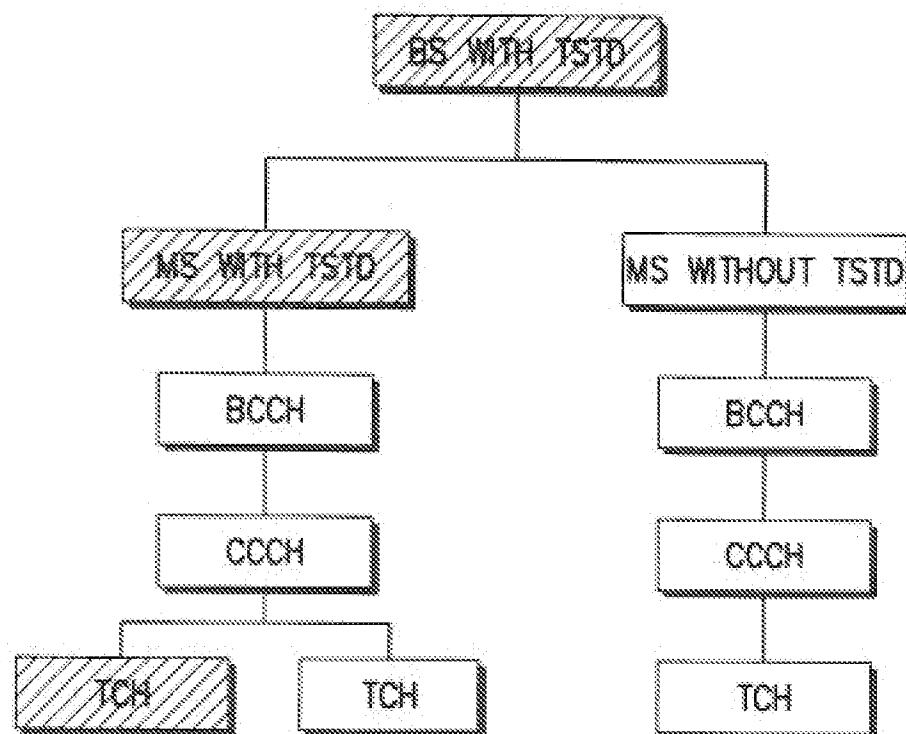 BS WITH TSTD
MS WITH TSTD
MS WITHOUT TSTD
BCCH
BCCH
CCCH
CCCH
TCH
TCH
TCH